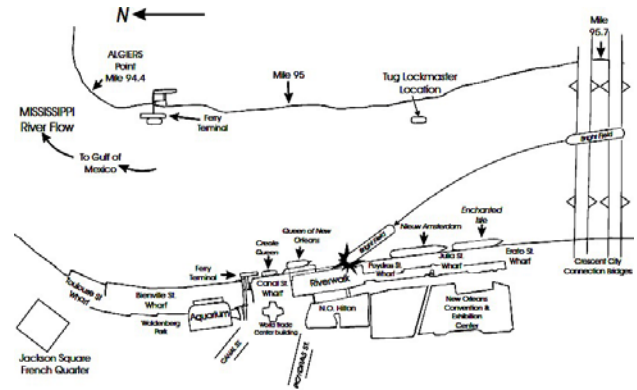 N
Mile
95.7
ALGIERS
Point
Mile 94.4
Mile 95
Tug Lockmaster
Location
MISSISSIPPI
River Flow
Ferry
Terminal
To Gulf of
Mexico
Bright Field
Enchanted
Isle
Nieuw Amsterdam
Queen of New
Orleans
Creole
Queen
Bright Field
Ferry
Terminal
Toulouse St.
Wharf
Bienville St.
Wharf
Canal St.
Wharf
Riverwalk
Poydras St.
Wharf
Julia St.
Wharf
Erato St.
Wharf
Crescent City
Connection Bridges
Waldenberg
Park
Aquarium
World Trade
Center building
N.O. Hilton
New Orleans
Convention &
Exhibition
Center
CANAL ST.
POYDRAS ST.
Jackson Square
French Quarter